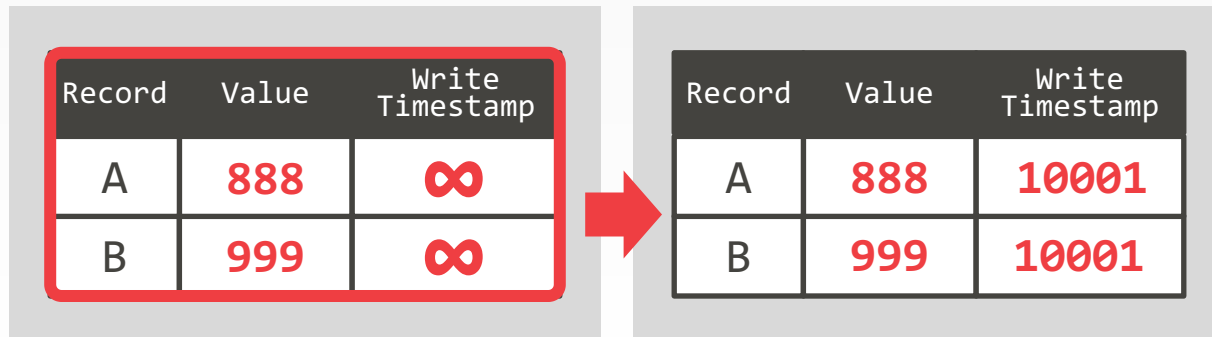 Record Value Write Timestamp
A 888 ∞
B 999 ∞
Record Value Write Timestamp
A 888 10001
B 999 10001